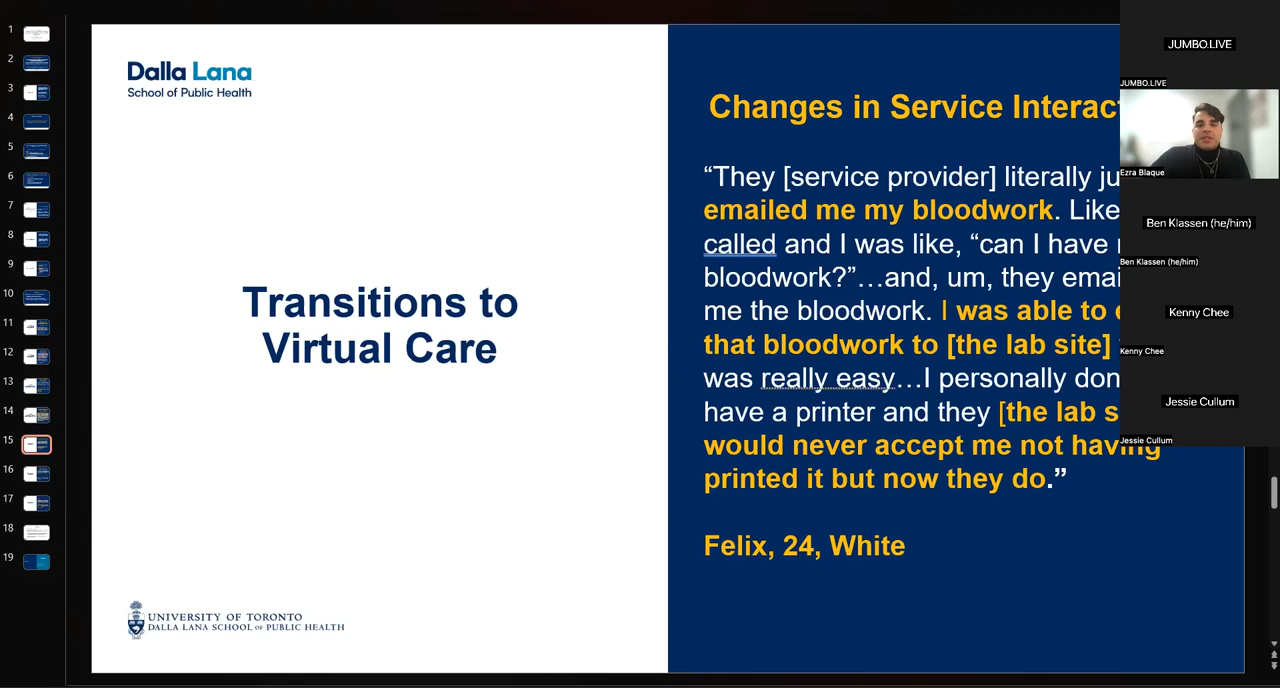 1
2
3
4
5
6
7
8
9
10
11
12
13
14
15
16
17
18
19
Dalla Lana
School of Public Health
Transitions to
Virtual Care
UNIVERSITY OF TORONTO
DALLA LANA SCHOOL OF PUBLIC HEALTH
Changes in Service
“They [service provider] literally
emailed me my bloodwork. Like
called and I was like, “can I have
bloodwork?”…and, um, they
me the bloodwork. I was able to
that bloodwork to [the lab site]
was really easy…I personally
have a printer and they [the lab
would never accept me not having
printed it but now they do.”
Felix, 24, White
JUMBO.LIVE
JUMBO.LIVE
Ezra Blaque
Ben Klassen (he/him)
Ben Klassen (he/him)
Kenny Chee
Kenny Chee
Jessie Cullum
Jessie Cullum